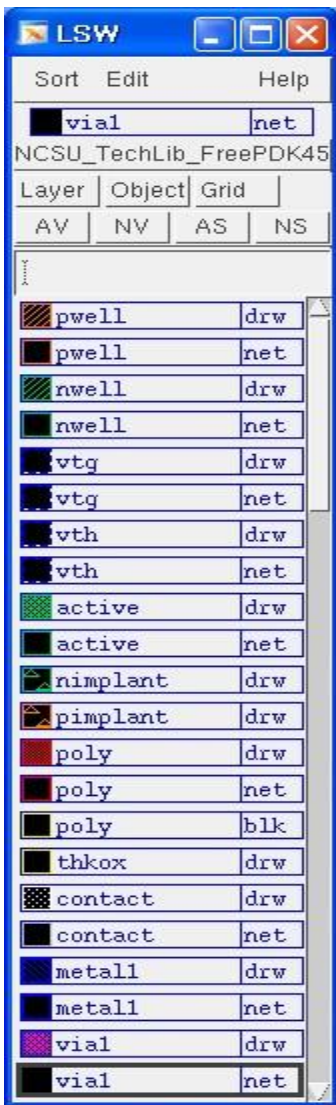 LSW
Sort Edit Help
via1 net
NCSU_TechLib_FreePDK45
Layer Object Grid
AV NV AS NS
pwell drw
pwell net
nwell drw
nwell net
vtg drw
vtg net
vth drw
vth net
active drw
active net
nimplant drw
pimplant drw
poly drw
poly net
poly blk
thkox drw
contact drw
contact net
metal1 drw
metal1 net
via1 drw
via1 net